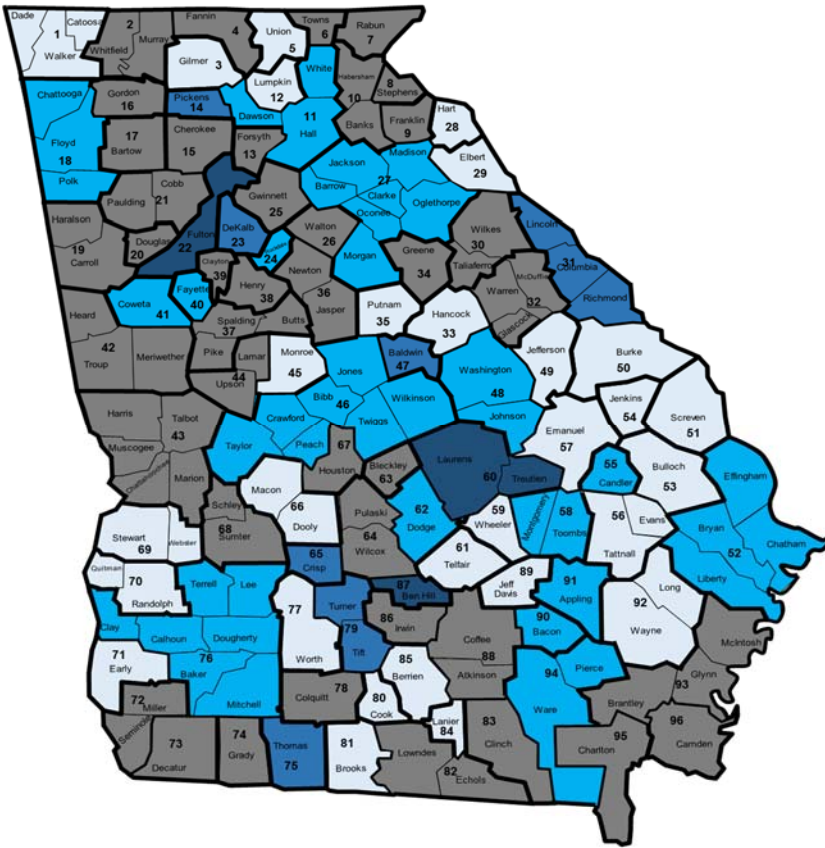 Dade
Catoosa
1
Walker
2
Whitfield
Murray
Fannin
4
Union
5
Towns
6
Rabun
7
Gilmer
3
Lumpkin
12
White
Habersham
10
8
Stephens
Chattooga
Gordon
16
Pickens
14
Dawson
11
Hall
Banks
Franklin
9
Hart
28
Floyd
18
Polk
17
Bartow
Cherokee
15
Forsyth
13
Jackson
Madison
27
Barrow
Clarke
Oconee
Oglethorpe
Elbert
29
Paulding
Cobb
21
Gwinnett
25
Haralson
19
Carroll
Douglas
20
Fulton
22
DeKalb
23
Rockdale
24
Walton
26
Morgan
Greene
34
Wilkes
30
Taliaferro
Lincoln
31
Columbia
McDuffie
Warren
32
Glascock
Richmond
Clayton
39
Henry
38
Newton
36
Jasper
Fayette
40
Coweta
41
Heard
42
Troup
Meriwether
Spalding
37
Butts
Pike
Lamar
44
Upson
Monroe
45
Putnam
35
Hancock
33
Jefferson
49
Burke
50
Jones
Baldwin
47
Washington
48
Johnson
Jenkins
54
Screven
51
Harris
Talbot
43
Muscogee
Chattahoochee
Marion
Taylor
Crawford
Bibb
46
Peach
Twiggs
Wilkinson
67
Houston
Bleckley
63
Laurens
60
Treutlen
Emanuel
57
55
Candler
Bulloch
53
Effingham
Macon
66
Dooly
Schley
68
Sumter
Pulaski
64
Wilcox
62
Dodge
59
Wheeler
Montgomery
58
Toombs
56
Evans
Tattnall
Bryan
52
Chatham
Liberty
Stewart
69
Webster
Quitman
70
Randolph
Terrell
Lee
65
Crisp
61
Telfair
89
Jeff
Davis
91
Appling
Long
92
Wayne
McIntosh
Clay
Calhoun
Dougherty
76
Baker
Mitchell
71
Early
77
Worth
Turner
79
Tift
87
Ben Hill
86
Irwin
Coffee
88
Atkinson
90
Bacon
94
Pierce
Ware
Brantley
Glynn
93
72
Miller
Seminole
73
Decatur
74
Grady
Thomas
75
78
Colquitt
85
Berrien
80
Cook
Lanier
84
81
Brooks
Lowndes
82
Echols
83
Clinch
95
Charlton
96
Camden